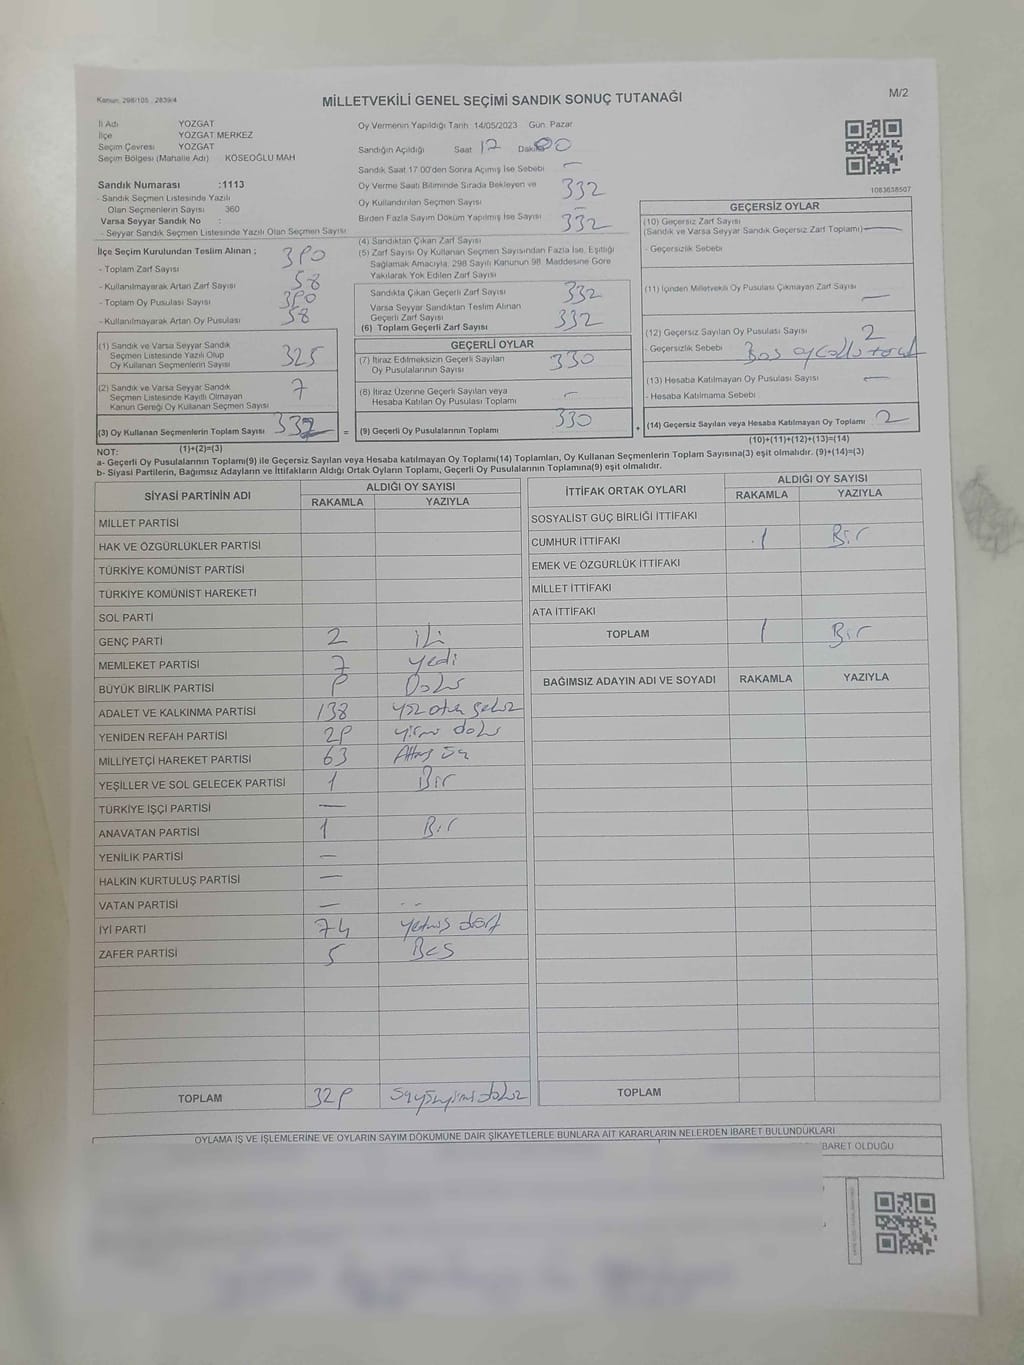 Kanun: 298/105, 2839/4
MİLLETVEKİLİ GENEL SEÇİMİ SANDIK SONUÇ TUTANAĞI
M/2
İl Adı YOZGAT
İlçe YOZGAT MERKEZ
Seçim Çevresi YOZGAT
Seçim Bölgesi (Mahalle Adı) KÖSEOĞLU MAH
Sandık Numarası :1113
- Sandık Seçmen Listesinde Yazılı
Olan Seçmenlerin Sayısı 360
Varsa Seyyar Sandık No :
- Seyyar Sandık Seçmen Listesinde Yazılı Olan Seçmen Sayısı
Oy Vermenin Yapıldığı Tarih 14/05/2023 Gün: Pazar
Sandığın Açıldığı Saat 17 Dakika 00
Sandık Saat 17:00'den Sonra Açımış İse Sebebi —
Oy Verme Saati Bitiminde Sırada Bekleyen ve
Oy Kullandırılan Seçmen Sayısı 332
Birden Fazla Sayım Döküm Yapılmış İse Sayısı —
(4) Sandıktan Çıkan Zarf Sayısı 332
(5) Zarf Sayısı Oy Kullanan Seçmen Sayısından Fazla İse, Eşitliği
Sağlamak Amacıyla; 298 Sayılı Kanunun 98. Maddesine Göre
Yakılarak Yok Edilen Zarf Sayısı
Sandıkta Çıkan Geçerli Zarf Sayısı 332
Varsa Seyyar Sandıktan Teslim Alınan
Geçerli Zarf Sayısı
(6) Toplam Geçerli Zarf Sayısı 332
İlçe Seçim Kurulundan Teslim Alınan ;
- Toplam Zarf Sayısı 390
- Kullanılmayarak Artan Zarf Sayısı 58
- Toplam Oy Pusulası Sayısı 390
- Kullanılmayarak Artan Oy Pusulası 58
(1) Sandık ve Varsa Seyyar Sandık
Seçmen Listesinde Yazılı Olup
Oy Kullanan Seçmenlerin Sayısı 325
(2) Sandık ve Varsa Seyyar Sandık
Seçmen Listesinde Kayıtlı Olmayan
Kanun Gereği Oy Kullanan Seçmen Sayısı 7
(3) Oy Kullanan Seçmenlerin Toplam Sayısı 332 =
(1)+(2)=(3)
GEÇERLİ OYLAR
(7) İtiraz Edilmeksizin Geçerli Sayılan
Oy Pusulalarının Sayısı 330
(8) İtiraz Üzerine Geçerli Sayılan veya
Hesaba Katılan Oy Pusulası Toplamı —
(9) Geçerli Oy Pusulalarının Toplamı 330 +
1083638507
GEÇERSİZ OYLAR
(10) Geçersiz Zarf Sayısı
(Sandık ve Varsa Seyyar Sandık Geçersiz Zarf Toplamı) —
- Geçersizlik Sebebi
(11) İçinden Milletvekili Oy Pusulası Çıkmayan Zarf Sayısı —
(12) Geçersiz Sayılan Oy Pusulası Sayısı 2
- Geçersizlik Sebebi Boş
(13) Hesaba Katılmayan Oy Pusulası Sayısı —
- Hesaba Katılmama Sebebi
(14) Geçersiz Sayılan veya Hesaba Katılmayan Oy Toplamı 2
(10)+(11)+(12)+(13)=(14)
NOT:
a- Geçerli Oy Pusulalarının Toplamı(9) ile Geçersiz Sayılan veya Hesaba katılmayan Oy Toplamı(14) Toplamları, Oy Kullanan Seçmenlerin Toplam Sayısına(3) eşit olmalıdır. (9)+(14)=(3)
b- Siyasi Partilerin, Bağımsız Adayların ve İttifakların Aldığı Ortak Oyların Toplamı, Geçerli Oy Pusulalarının Toplamına(9) eşit olmalıdır.
SİYASİ PARTİNİN ADI ALDIĞI OY SAYISI
RAKAMLA YAZIYLA
MİLLET PARTİSİ
HAK VE ÖZGÜRLÜKLER PARTİSİ
TÜRKİYE KOMÜNİST PARTİSİ
TÜRKİYE KOMÜNİST HAREKETİ
SOL PARTİ
GENÇ PARTİ 2 iki
MEMLEKET PARTİSİ 7 yedi
BÜYÜK BİRLİK PARTİSİ 9 Dokuz
ADALET VE KALKINMA PARTİSİ 138 yüz otuz sekiz
YENİDEN REFAH PARTİSİ 29 yirmi dokuz
MİLLİYETÇİ HAREKET PARTİSİ 63 Altmış üç
YEŞİLLER VE SOL GELECEK PARTİSİ 1 Bir
TÜRKİYE İŞÇİ PARTİSİ —
ANAVATAN PARTİSİ 1 Bir
YENİLİK PARTİSİ —
HALKIN KURTULUŞ PARTİSİ —
VATAN PARTİSİ —
İYİ PARTİ 74 yetmiş dört
ZAFER PARTİSİ 5 Beş
TOPLAM 329 üçyüzyirmidokuz
İTTİFAK ORTAK OYLARI ALDIĞI OY SAYISI
RAKAMLA YAZIYLA
SOSYALİST GÜÇ BİRLİĞİ İTTİFAKI
CUMHUR İTTİFAKI 1 Bir
EMEK VE ÖZGÜRLÜK İTTİFAKI
MİLLET İTTİFAKI
ATA İTTİFAKI
TOPLAM 1 Bir
BAĞIMSIZ ADAYIN ADI VE SOYADI RAKAMLA YAZIYLA
TOPLAM
OYLAMA İŞ VE İŞLEMLERİNE VE OYLARIN SAYIM DÖKÜMÜNE DAİR ŞİKAYETLERLE BUNLARA AİT KARARLARIN NELERDEN İBARET BULUNDUKLARI
İBARET OLDUĞU